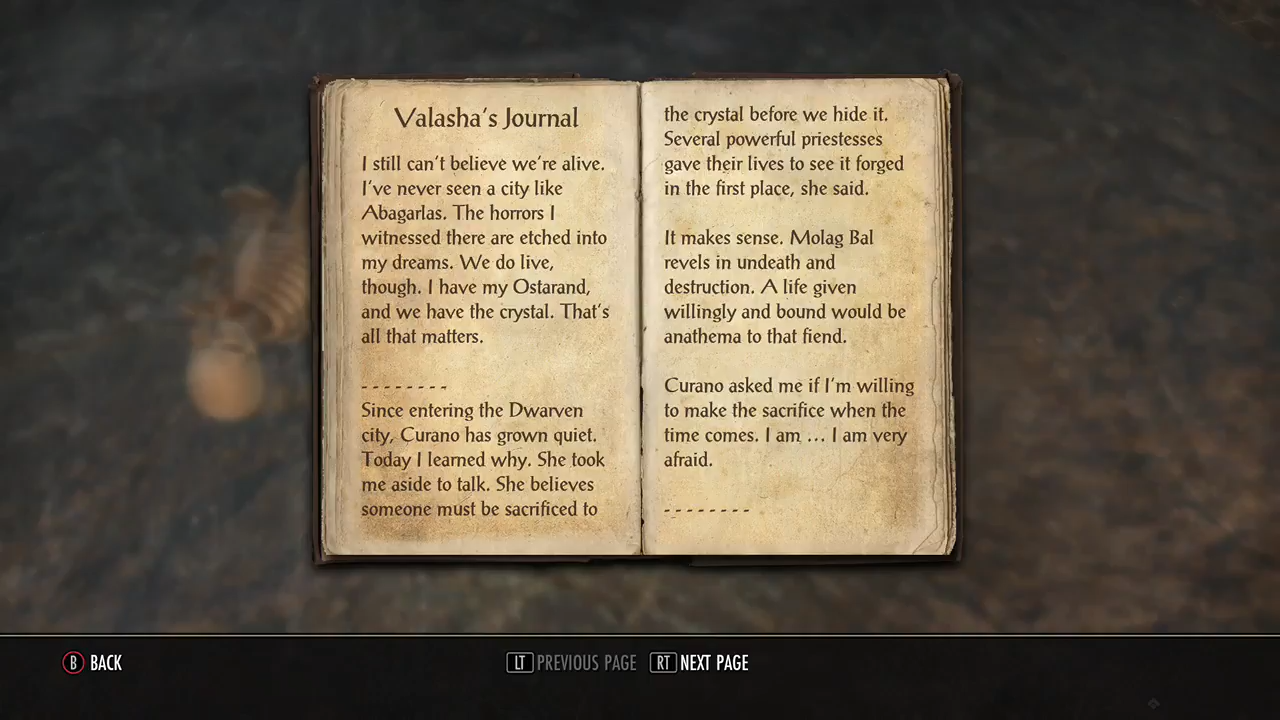 Valasha's Journal
I still can't believe we're alive.
I've never seen a city like
Abagarlas. The horrors I
witnessed there are etched into
my dreams. We do live,
though. I have my Ostarand,
and we have the crystal. That's
all that matters.
--------
Since entering the Dwarven
city, Curano has grown quiet.
Today I learned why. She took
me aside to talk. She believes
someone must be sacrificed to
the crystal before we hide it.
Several powerful priestesses
gave their lives to see it forged
in the first place, she said.
It makes sense. Molag Bal
revels in undeath and
destruction. A life given
willingly and bound would be
anathema to that fiend.
Curano asked me if I'm willing
to make the sacrifice when the
time comes. I am ... I am very
afraid.
--------
B BACK
LT PREVIOUS PAGE RT NEXT PAGE